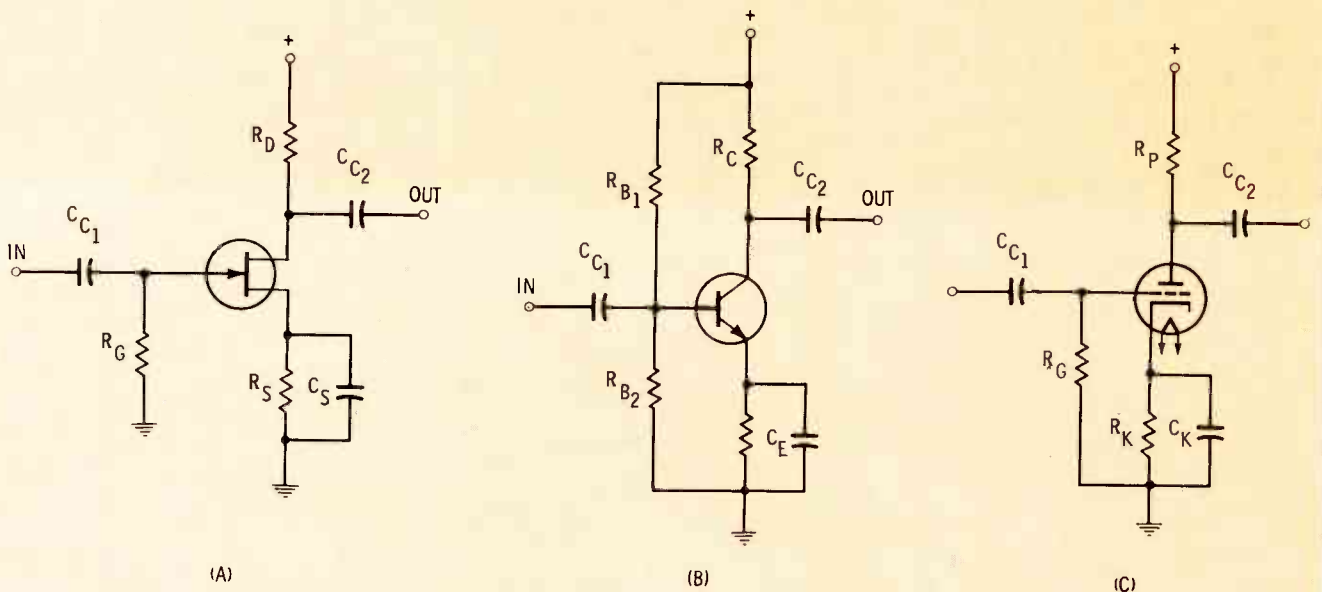 +
R_D
C_C2
OUT
C_C1
IN
R_G
R_S
C_S
(A)
+
R_C
R_B1
C_C2
OUT
C_C1
IN
R_B2
C_E
(B)
+
R_P
C_C2
C_C1
R_G
R_K
C_K
(C)